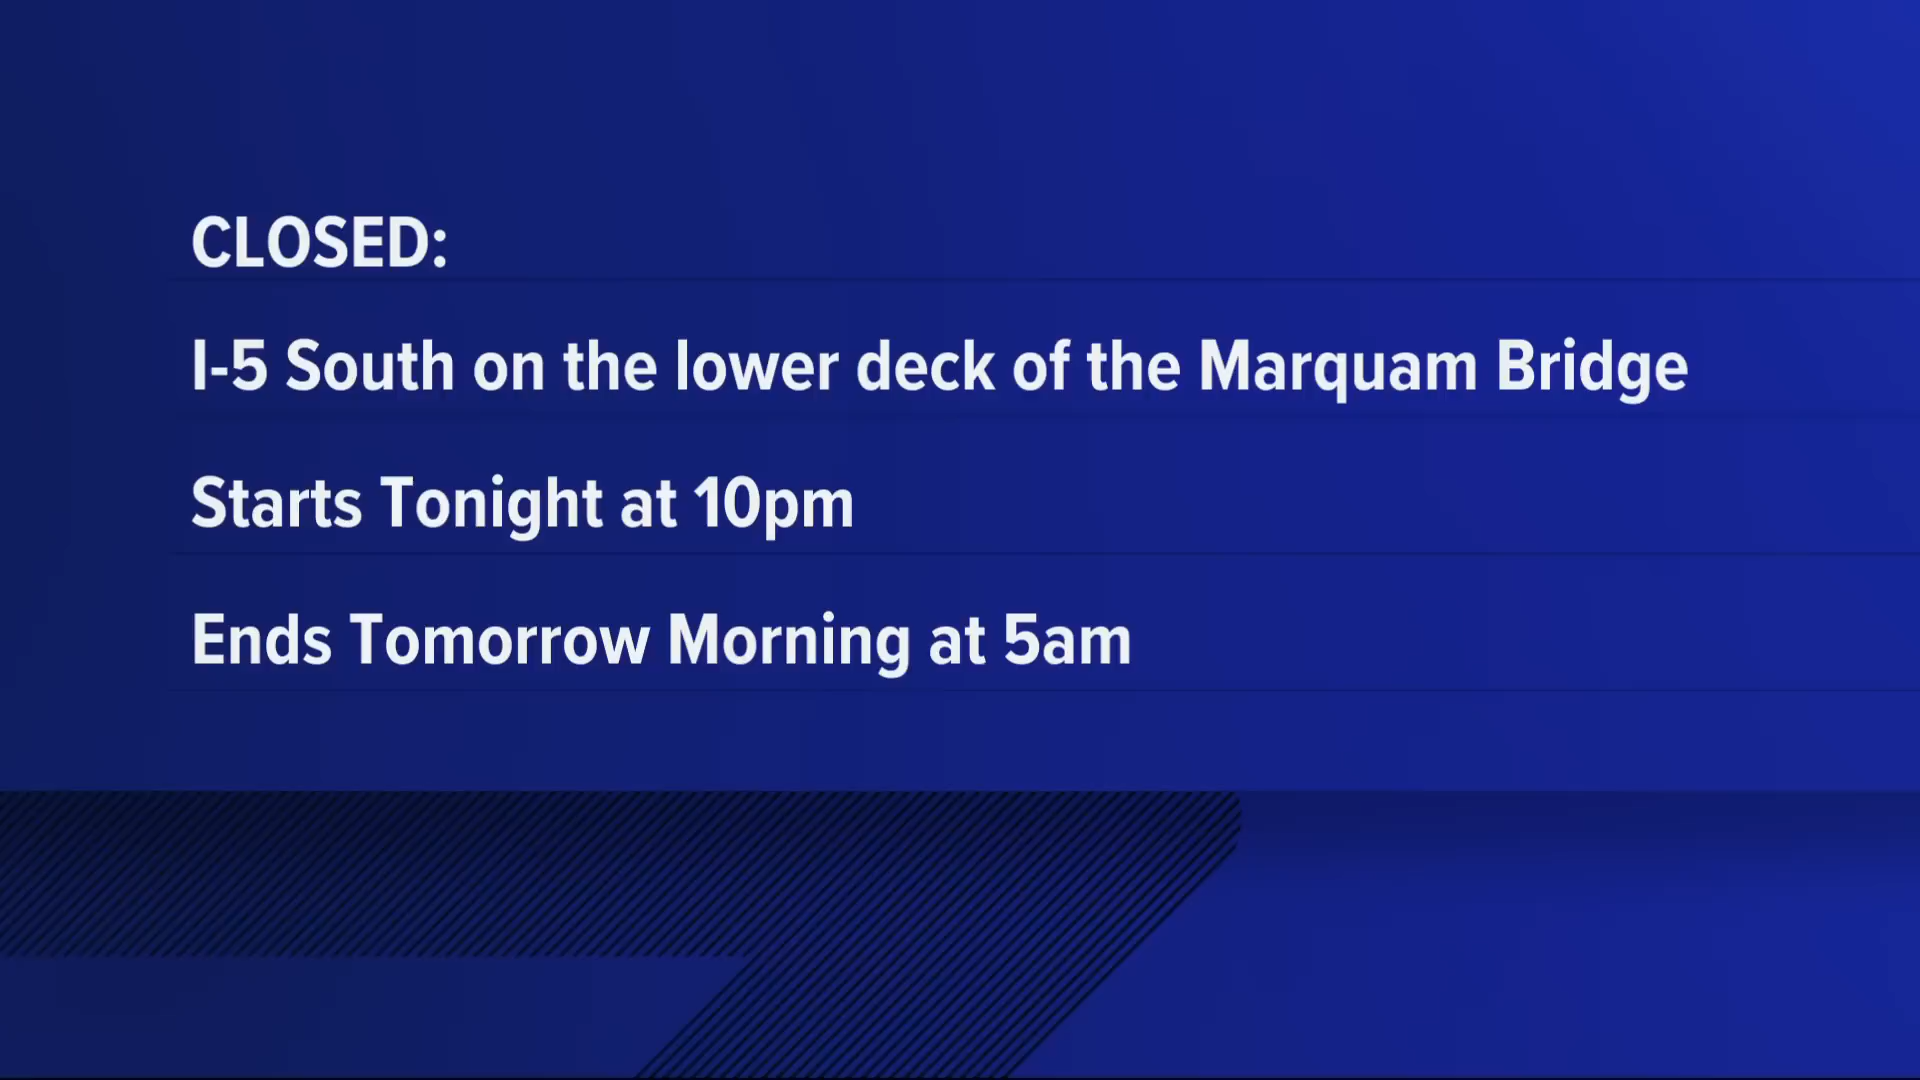 CLOSED:
I-5 South on the lower deck of the Marquam Bridge
Starts Tonight at 10pm
Ends Tomorrow Morning at 5am